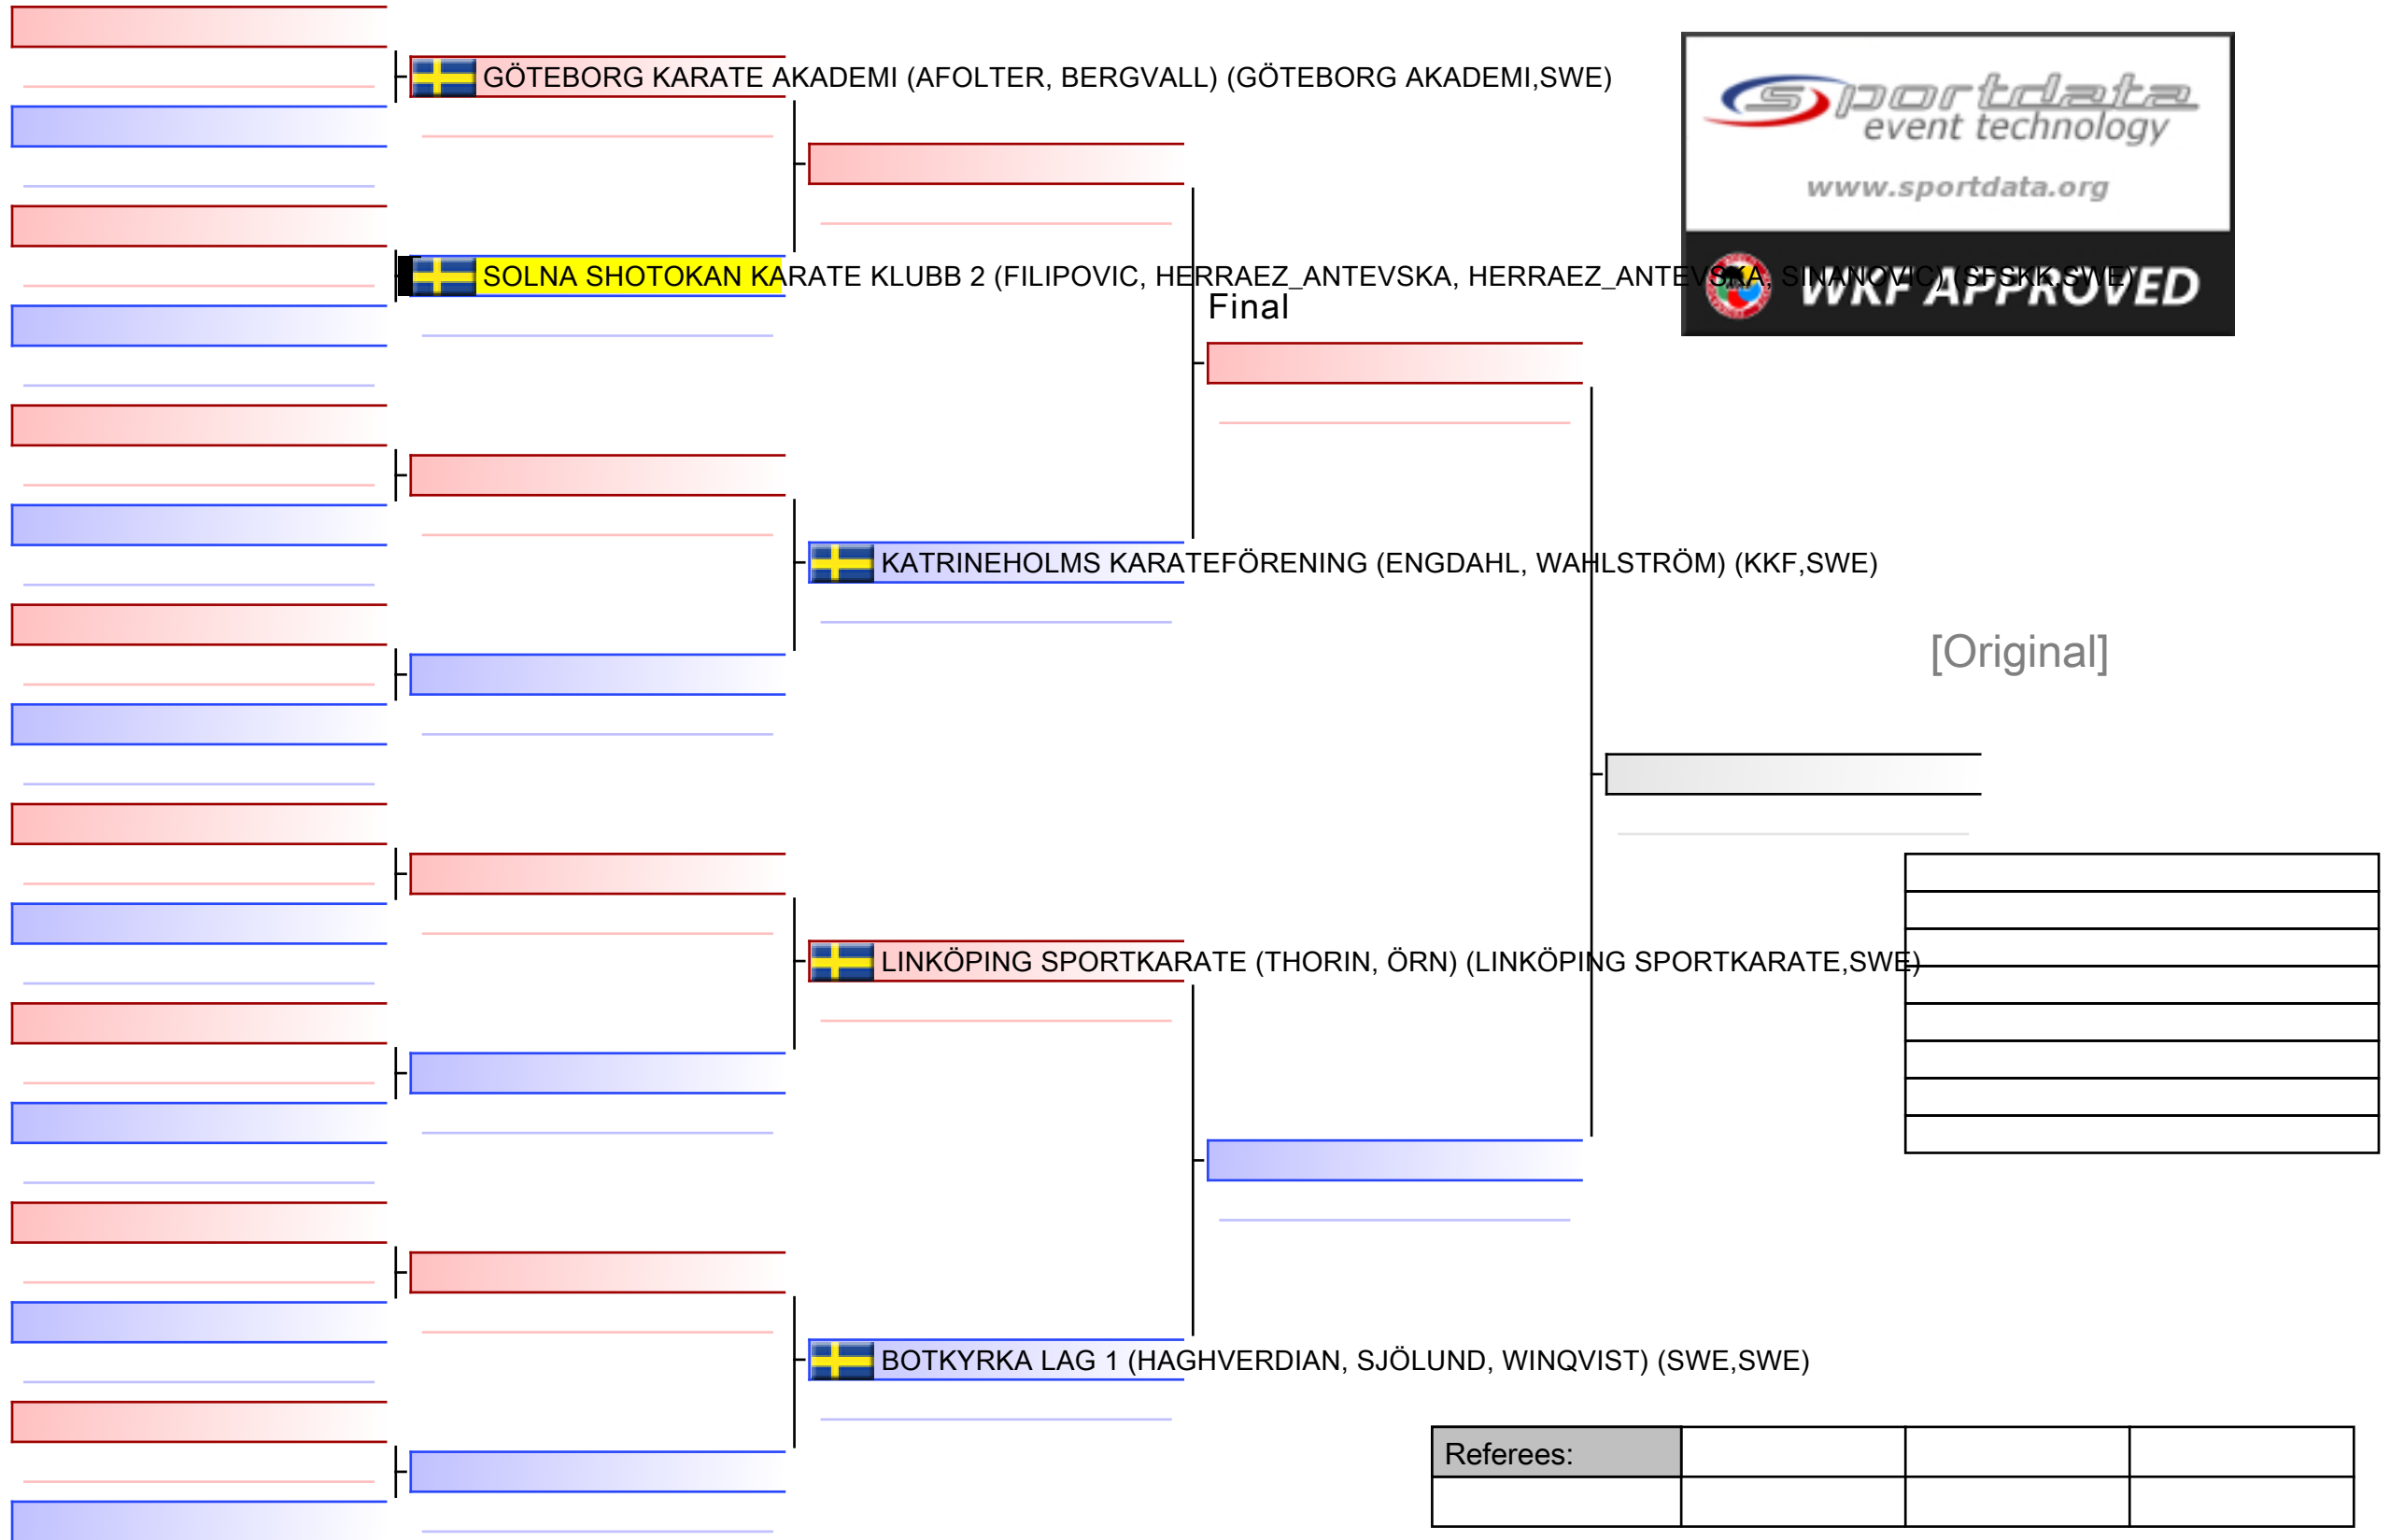 GÖTEBORG KARATE AKADEMI (AFOLTER, BERGVALL) (GÖTEBORG AKADEMI,SWE)
sportdata
event technology
www.sportdata.org
SOLNA SHOTOKAN KARATE KLUBB 2 (FILIPOVIC, HERRAEZ_ANTEVSKA, HERRAEZ_ANTEVSKA, SINANOVIC) (SFSKK,SWE)
WKF APPROVED
Final
KATRINEHOLMS KARATEFÖRENING (ENGDAHL, WAHLSTRÖM) (KKF,SWE)
[Original]
LINKÖPING SPORTKARATE (THORIN, ÖRN) (LINKÖPING SPORTKARATE,SWE)
BOTKYRKA LAG 1 (HAGHVERDIAN, SJÖLUND, WINQVIST) (SWE,SWE)
Referees: